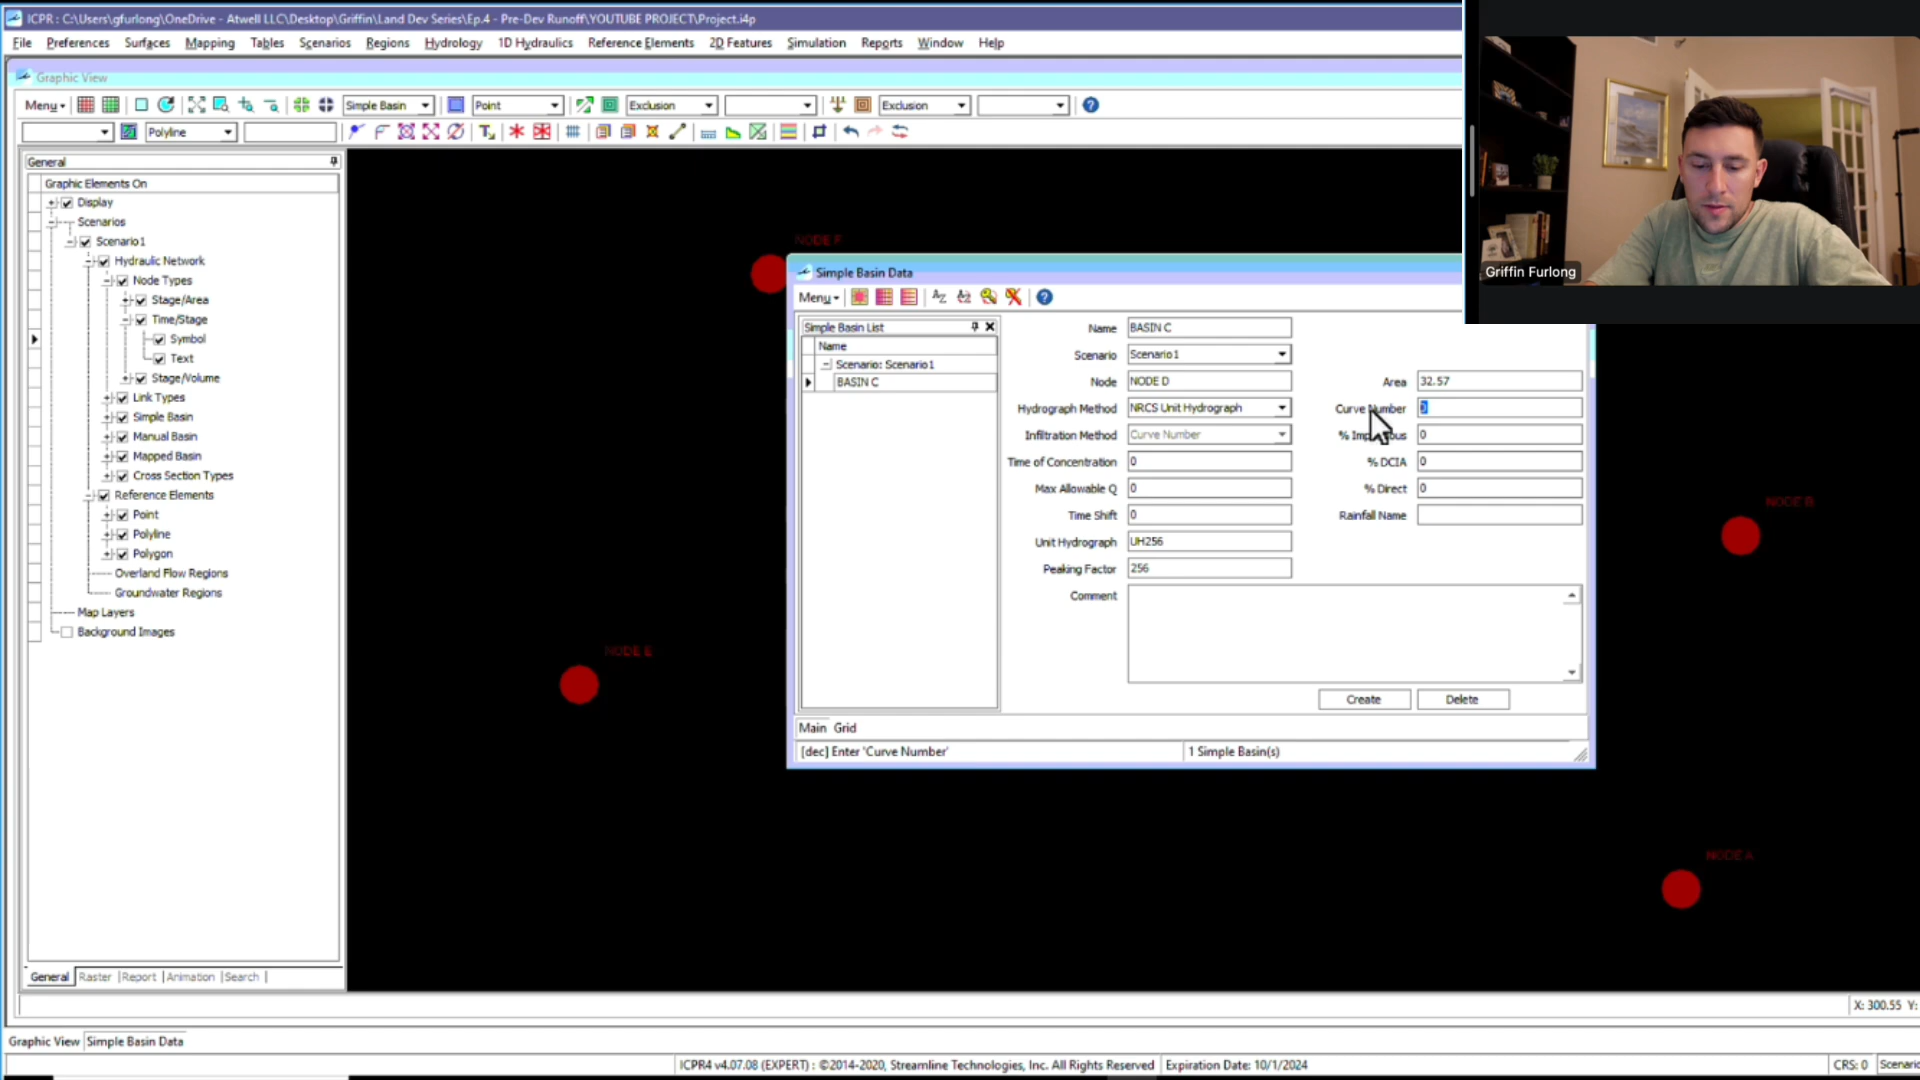 ICPR : C:\Users\gfurlong\OneDrive - Atwell LLC\Desktop\Griffin\Land Dev Series\Ep.4 - Pre-Dev Runoff\YOUTUBE PROJECT\Project.i4p
File Preferences Surfaces Mapping Tables Scenarios Regions Hydrology 1D Hydraulics Reference Elements 2D Features Simulation Reports Window Help
Graphic View
Menu Simple Basin Point Exclusion Exclusion
Polyline
General
Graphic Elements On
Display
Scenarios
Scenario1
Hydraulic Network
Node Types
Stage/Area
Time/Stage
Symbol
Text
Stage/Volume
Link Types
Simple Basin
Manual Basin
Mapped Basin
Cross Section Types
Reference Elements
Point
Polyline
Polygon
Overland Flow Regions
Groundwater Regions
Map Layers
Background Images
General Raster Report Animation Search
NODE E
NODE B
NODE A
Simple Basin Data
Menu
Simple Basin List
Name
Scenario: Scenario1
BASIN C
Name BASIN C
Scenario Scenario1
Node NODE D
Area 32.57
Hydrograph Method NRCS Unit Hydrograph
Curve Number 0
Infiltration Method Curve Number
0
Time of Concentration 0
% DCIA 0
Max Allowable Q 0
% Direct 0
Time Shift 0
Rainfall Name
Unit Hydrograph UH256
Peaking Factor 256
Comment
Create Delete
Main Grid
[dec] Enter 'Curve Number'
1 Simple Basin(s)
Griffin Furlong
X: 300.55 Y:
Graphic View Simple Basin Data
ICPR4 v4.07.08 (EXPERT) : ©2014-2020, Streamline Technologies, Inc. All Rights Reserved
Expiration Date: 10/1/2024
CRS: 0